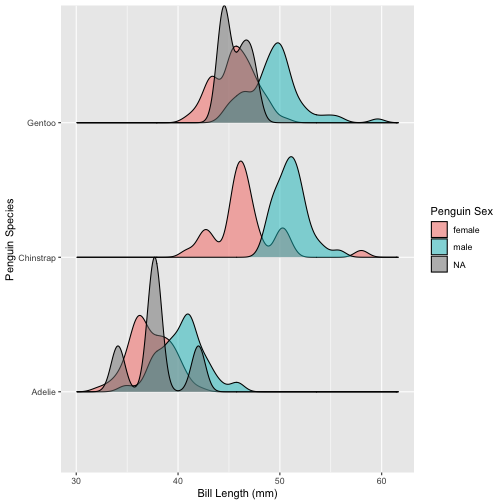 Gentoo
Chinstrap
Adelie
Penguin Species
30 40 50 60
Bill Length (mm)
Penguin Sex
female
male
NA